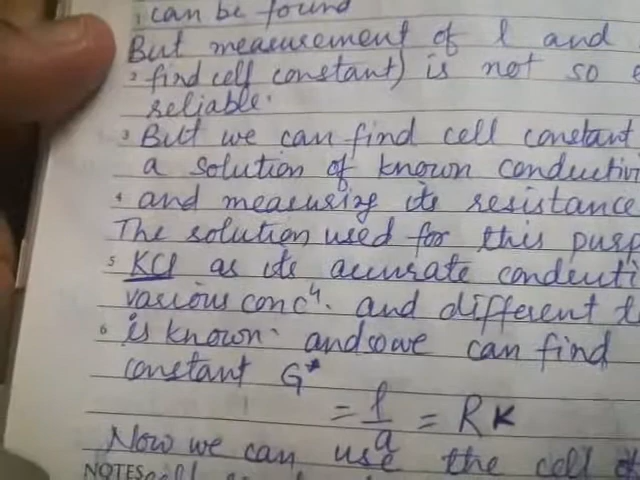 can be found
But measurement of l and
find cell constant) is not so
reliable.
But we can find cell constant
a solution of known conductivi
and measuring its resistance
The solution used for this purp
KCl as its accurate conducti
various concn. and different t
is known. and so we can find
constant G*
= l/a = Rκ
Now we can use the cell
NOTES